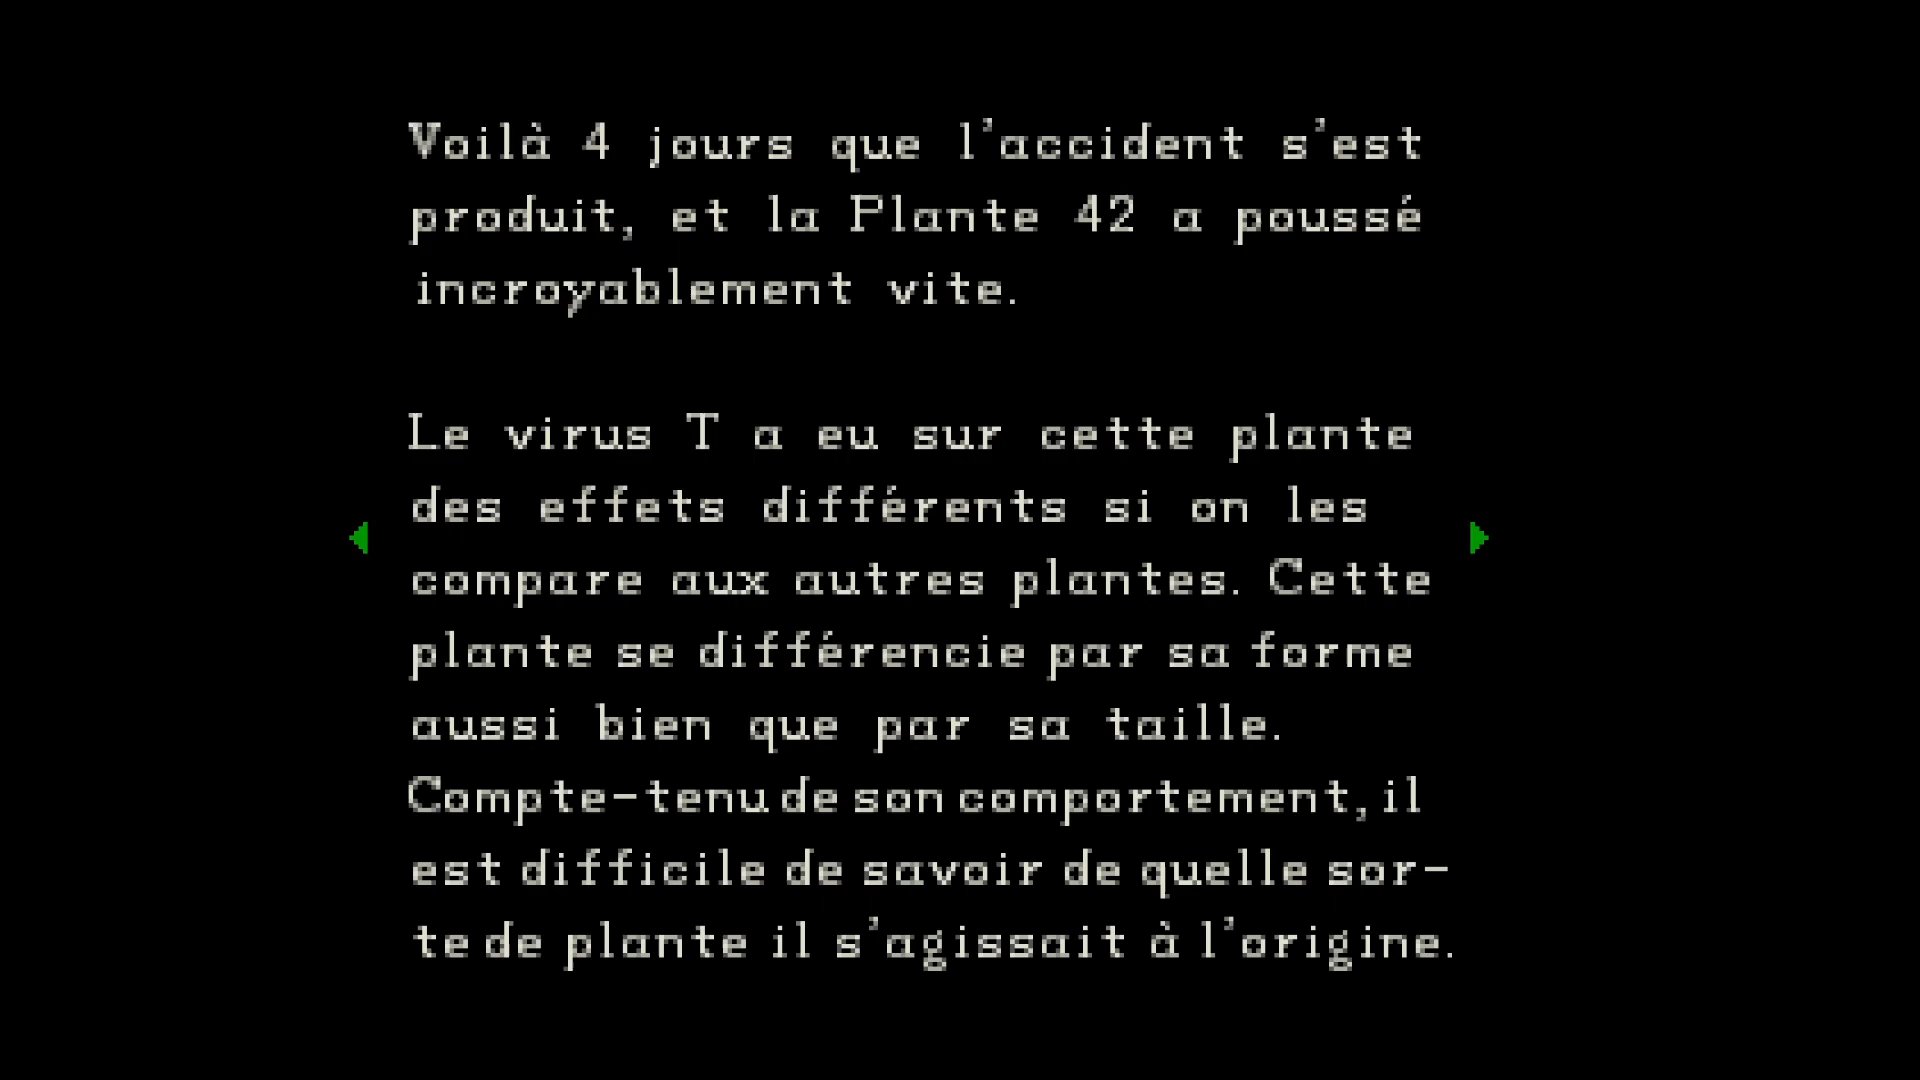 Voilà 4 jours que l'accident s'est
produit, et la Plante 42 a poussé
incroyablement vite.
Le virus T a eu sur cette plante
des effets différents si on les
compare aux autres plantes. Cette
plante se différencie par sa forme
aussi bien que par sa taille.
Compte-tenu de son comportement, il
est difficile de savoir de quelle sor-
te de plante il s'agissait à l'origine.